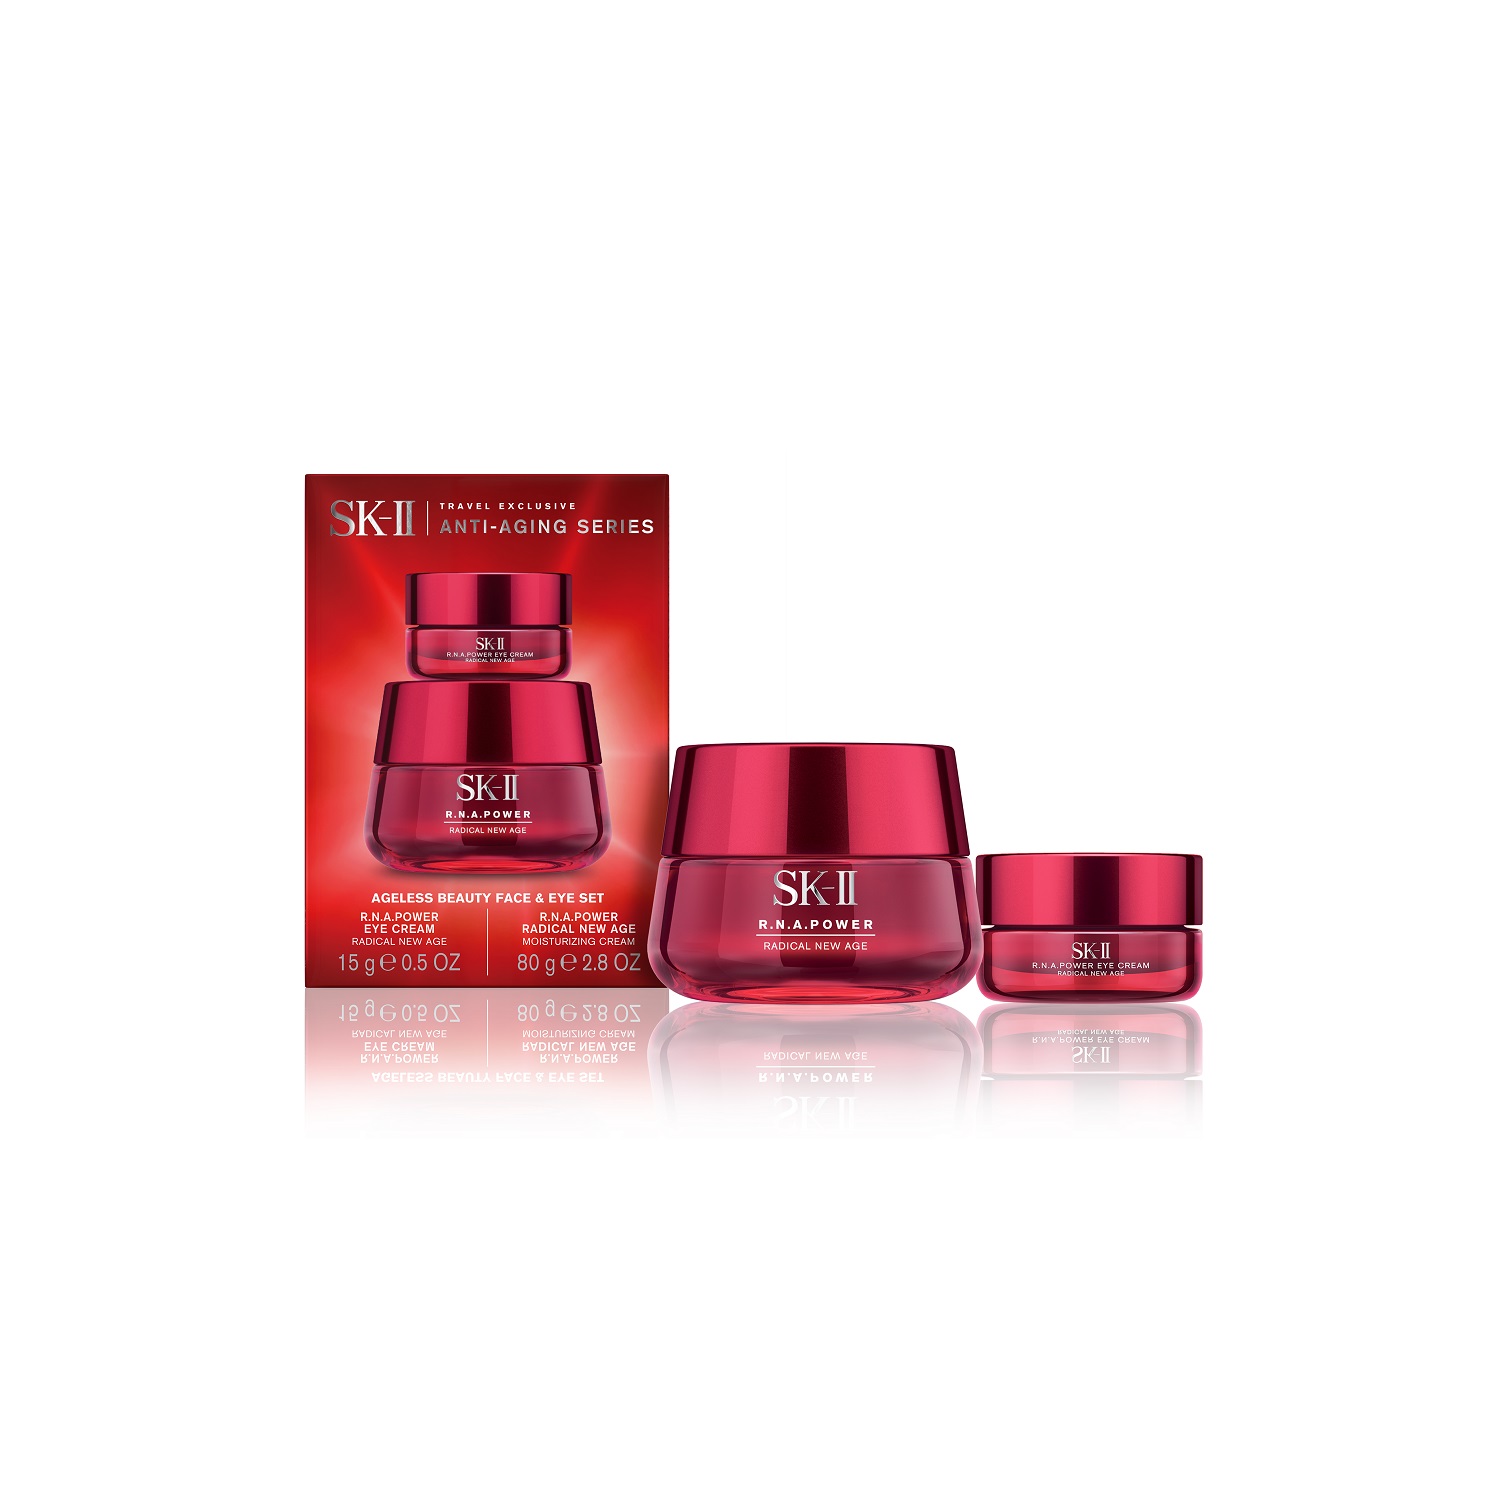 SK-II
TRAVEL EXCLUSIVE
ANTI-AGING SERIES
SK-II
R.N.A.POWER EYE CREAM
RADICAL NEW AGE
SK-II
R.N.A.POWER
RADICAL NEW AGE
AGELESS BEAUTY FACE & EYE SET
R.N.A.POWER
EYE CREAM
RADICAL NEW AGE
15 g ℮ 0.5 OZ
R.N.A.POWER
RADICAL NEW AGE
MOISTURIZING CREAM
80 g ℮ 2.8 OZ
SK-II
R.N.A.POWER
RADICAL NEW AGE
SK-II
R.N.A.POWER EYE CREAM
RADICAL NEW AGE